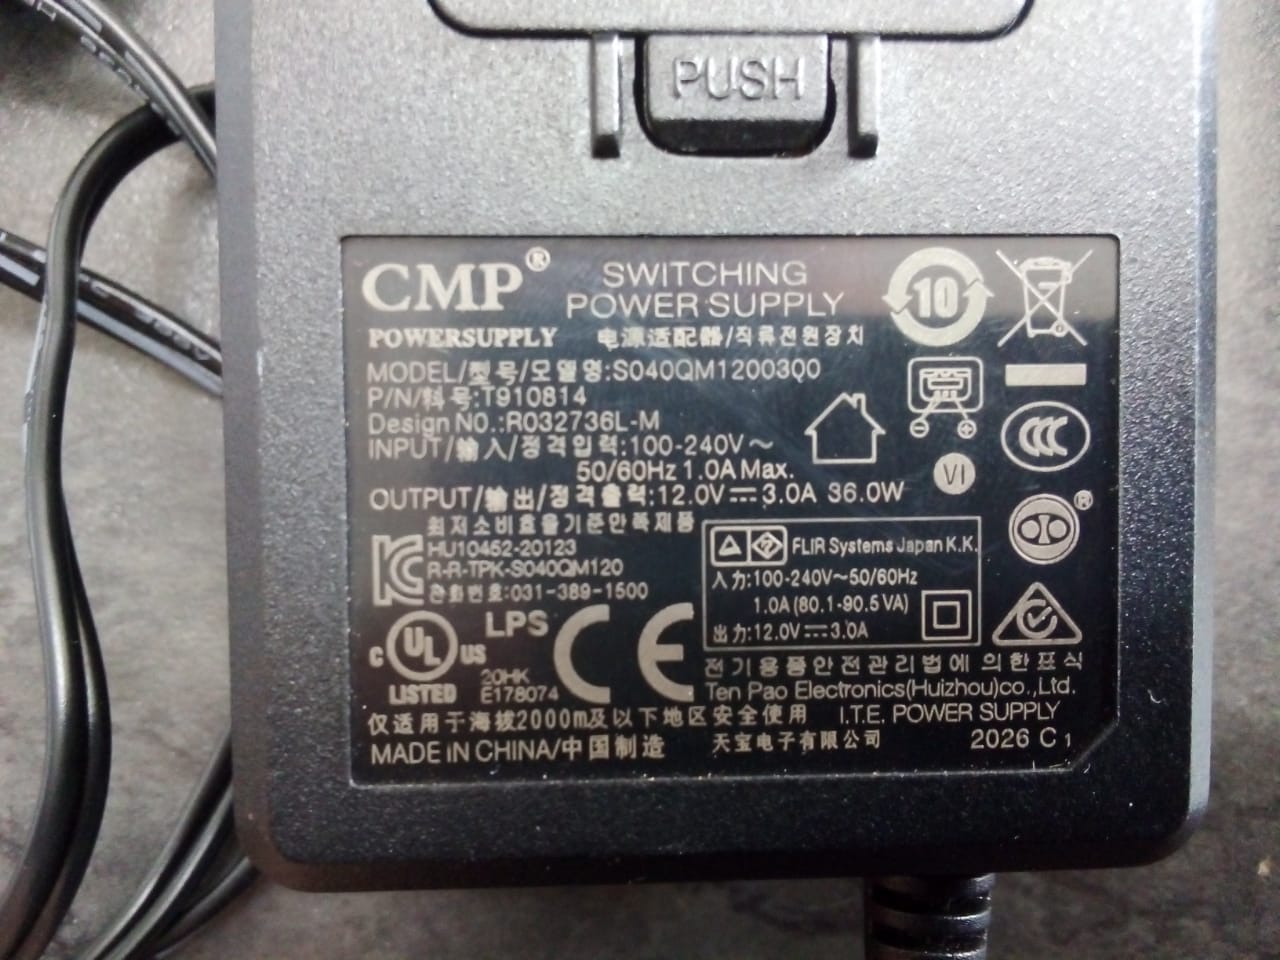 PUSH
CMP®
POWERSUPPLY
SWITCHING
POWER SUPPLY
电源适配器/직류전원장치
10
MODEL/型号/모델명:S040QM1200300
P/N/料号:T910814
Design NO.:R032736L-M
INPUT/输入/정격입력:100-240V～
50/60Hz 1.0A Max.
OUTPUT/输出/정격출력:12.0V⎓3.0A 36.0W
VI
최저소비효율기준만족제품
HU10452-20123
R-R-TPK-S040QM120
전화번호:031-389-1500
FLIR Systems Japan K.K.
入力:100-240V～50/60Hz
1.0A (80.1-90.5 VA)
出力:12.0V⎓3.0A
C UL US
LISTED
LPS
20HK
E178074
CE
전기용품안전관리법에 의한표식
Ten Pao Electronics(Huizhou)co.,Ltd.
仅适用于海拔2000m及以下地区安全使用 I.T.E. POWER SUPPLY
MADE IN CHINA/中国制造 天宝电子有限公司 2026 C 1